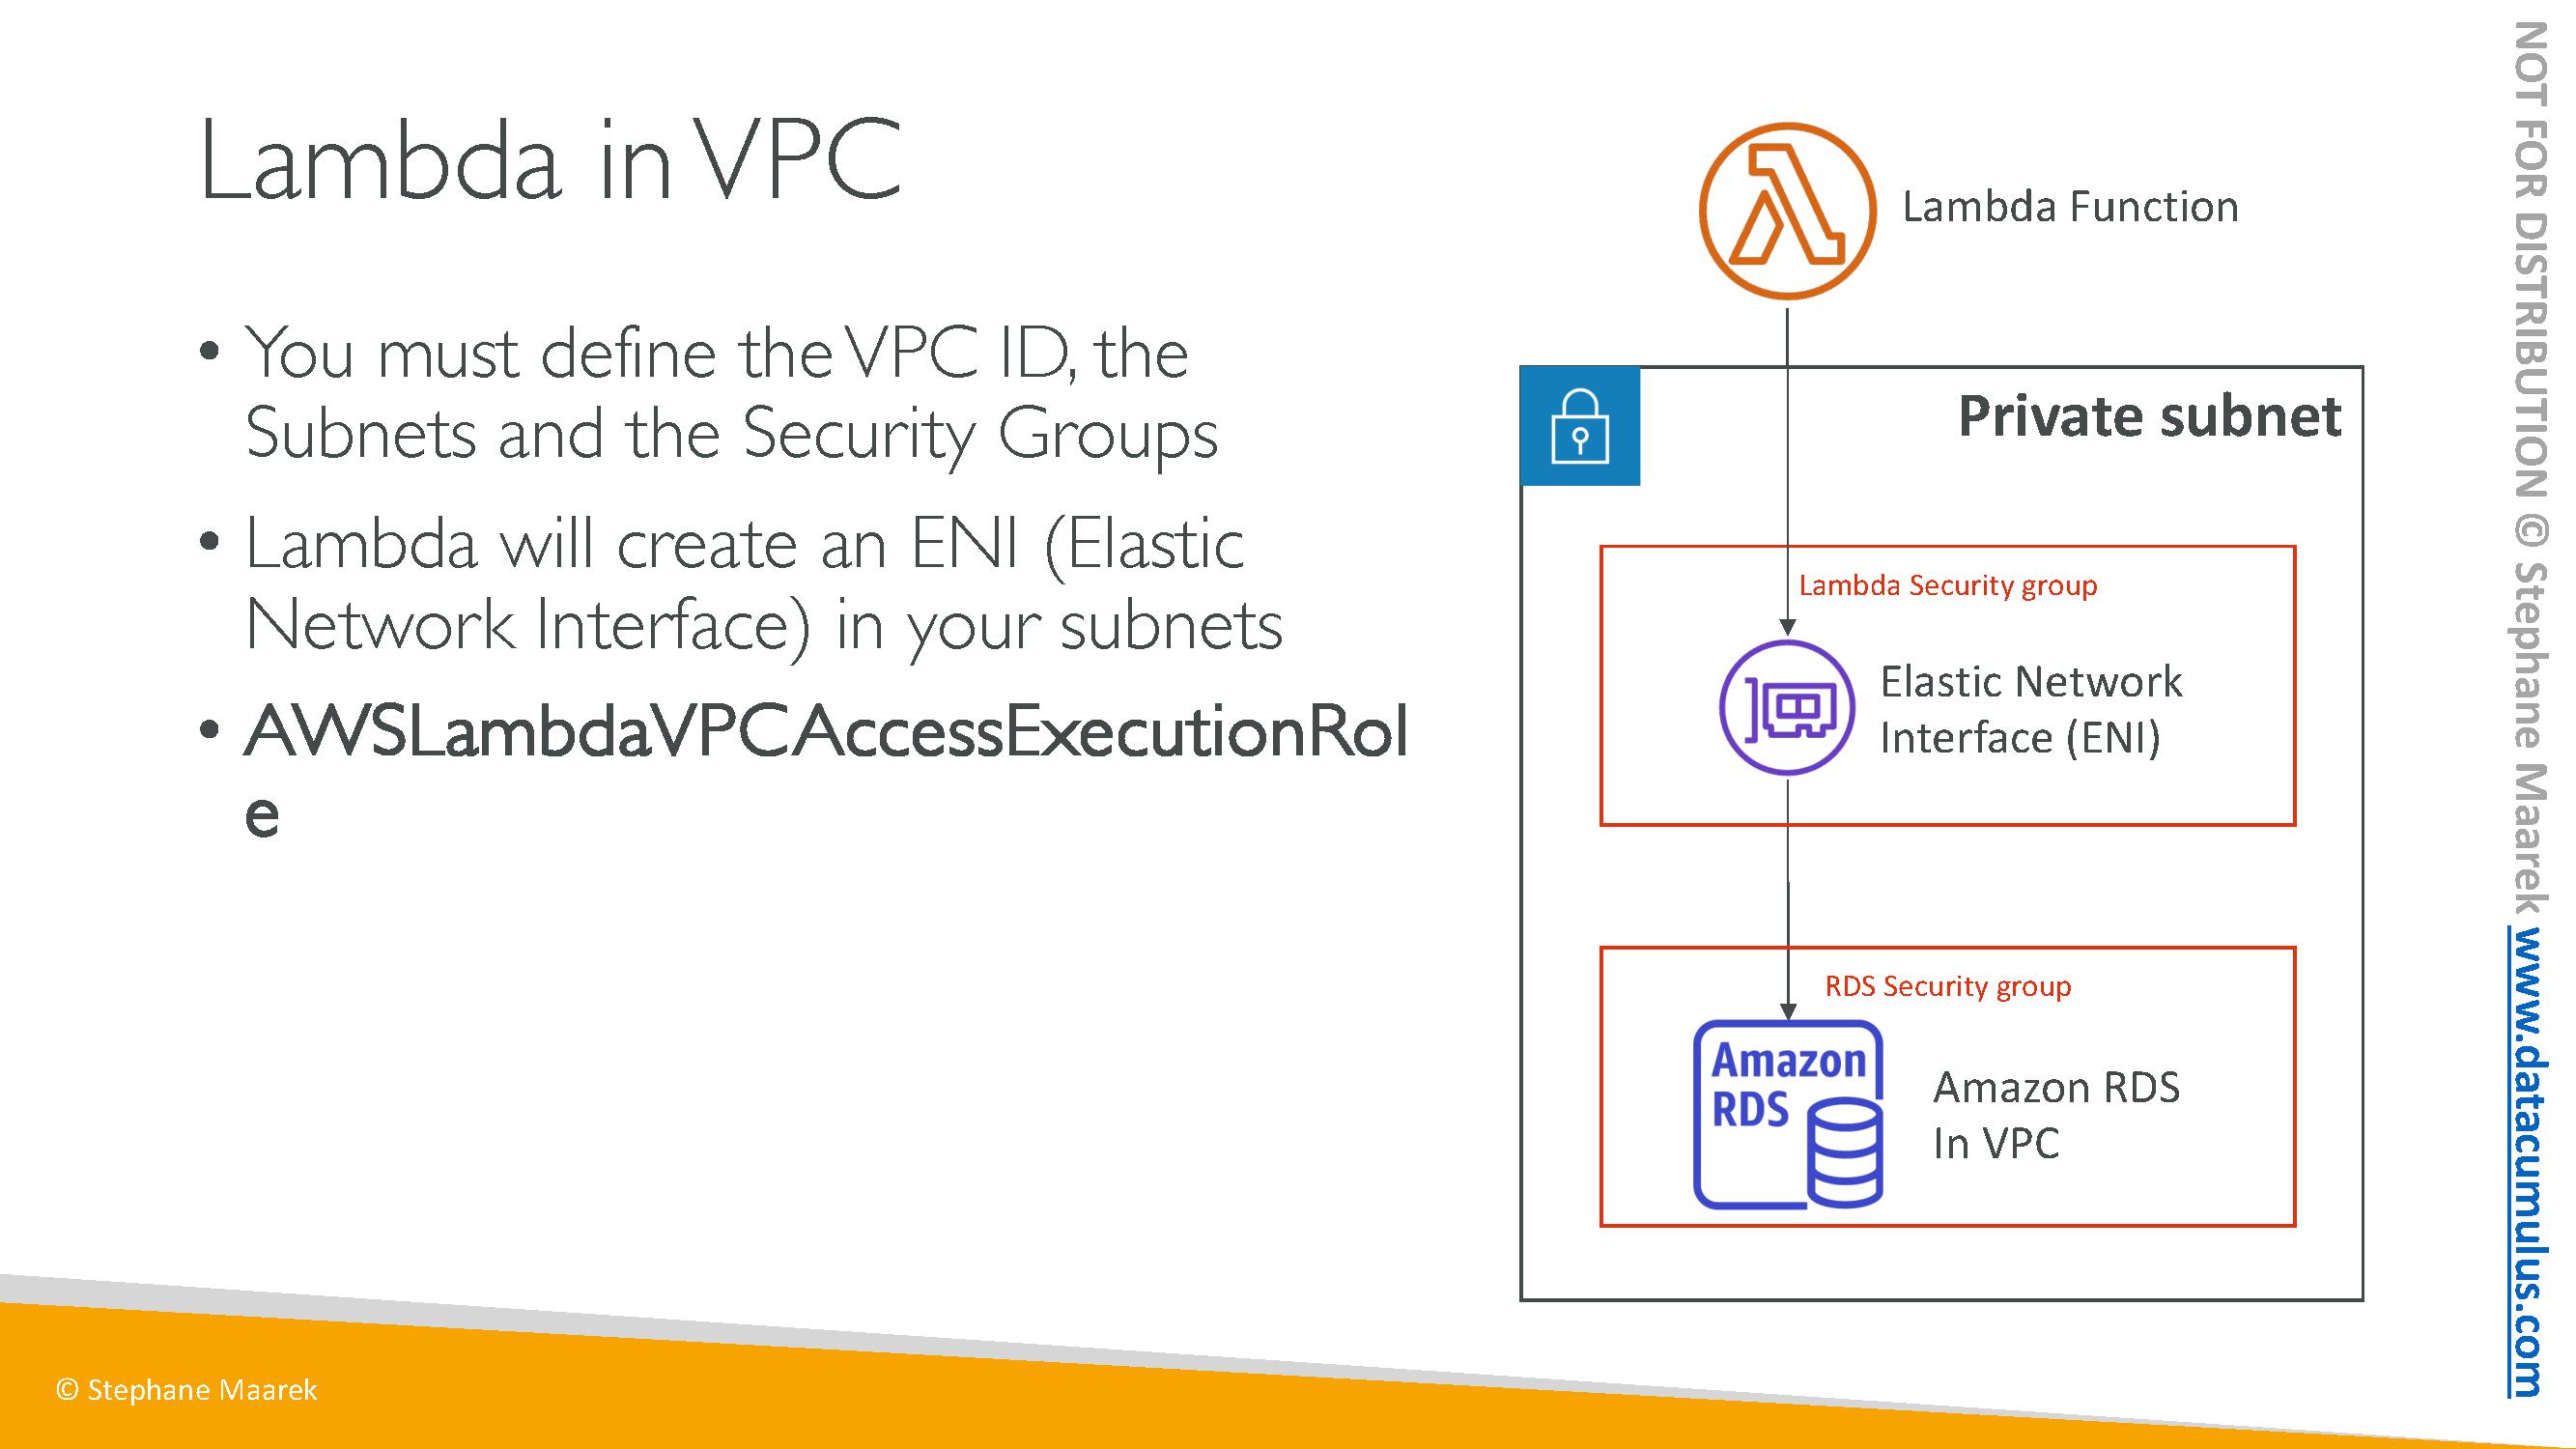 Lambda in VPC
• You must define the VPC ID, the
Subnets and the Security Groups
• Lambda will create an ENI (Elastic
Network Interface) in your subnets
• AWSLambdaVPCAccessExecutionRol
e
Lambda Function
Private subnet
Lambda Security group
Elastic Network
Interface (ENI)
RDS Security group
Amazon
RDS
Amazon RDS
In VPC
© Stephane Maarek
NOT FOR DISTRIBUTION © Stephane Maarek www.datacumulus.com